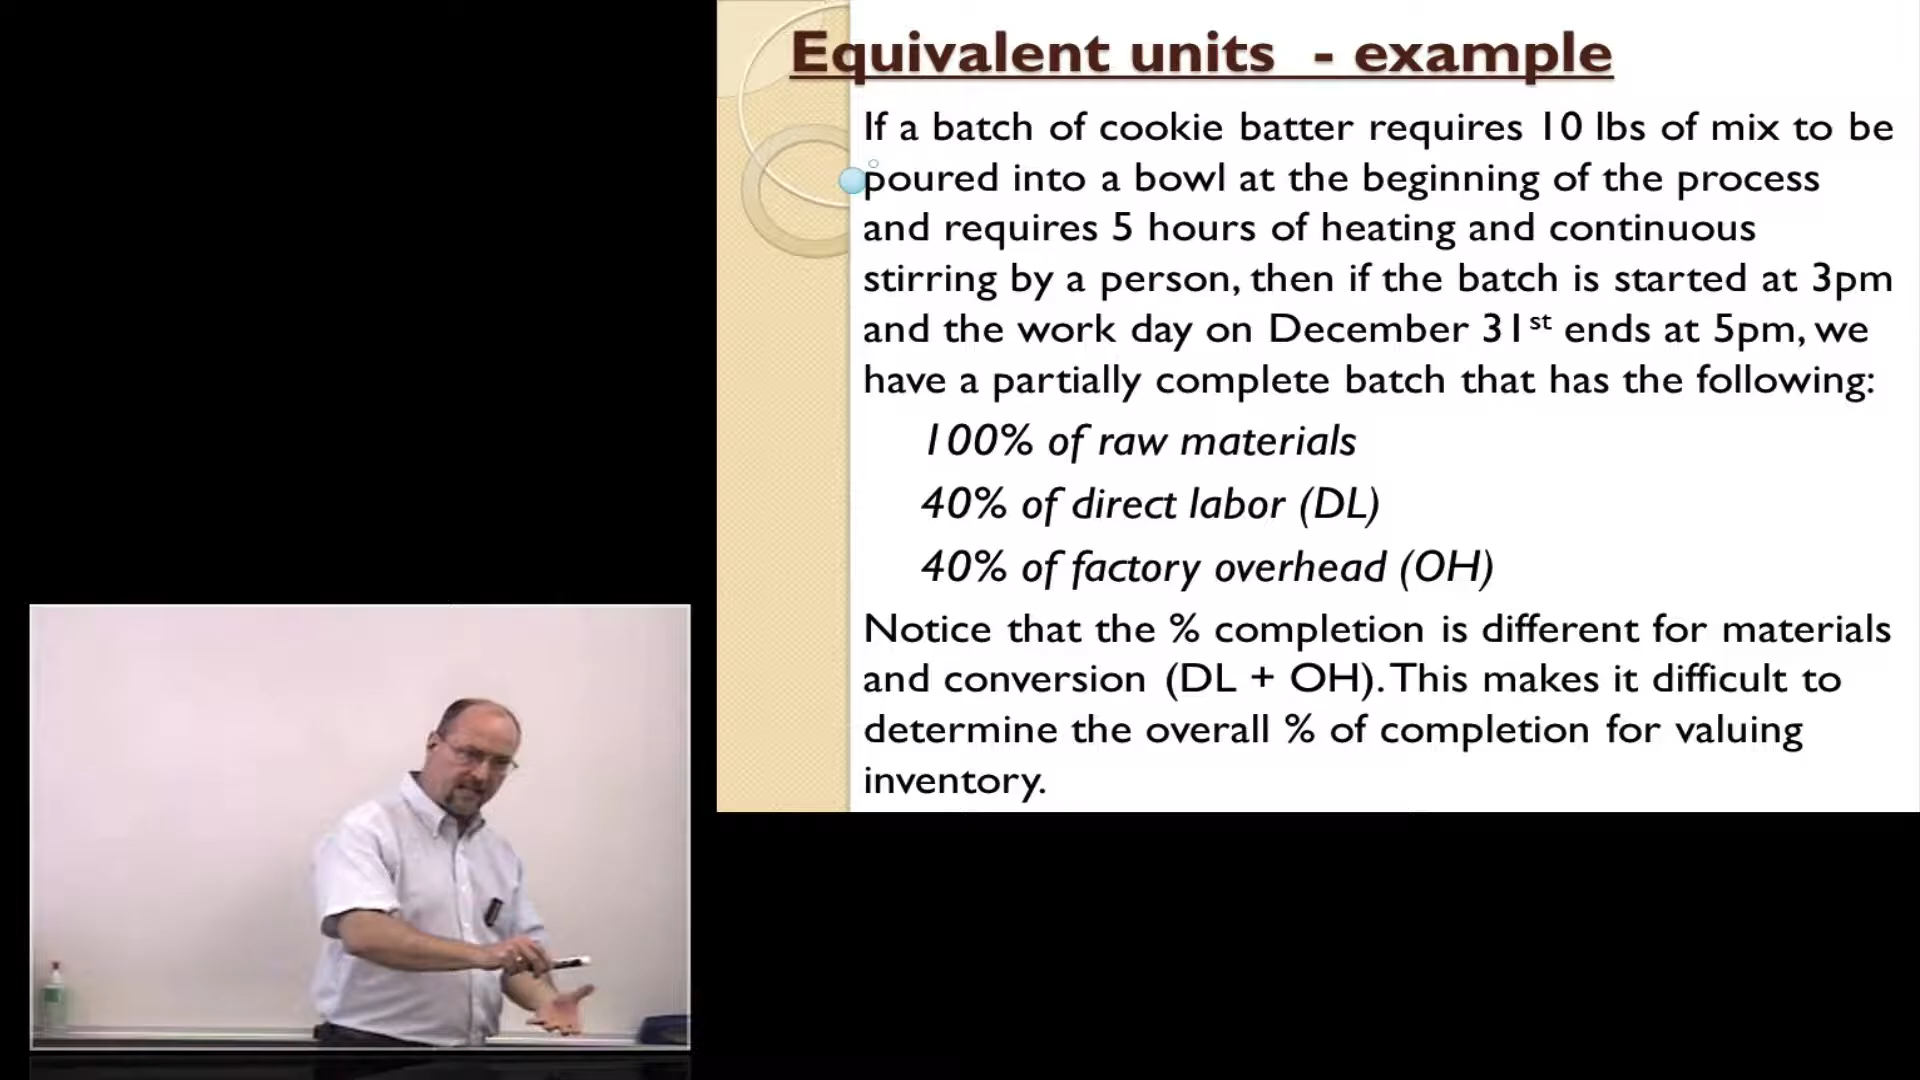 Equivalent units - example
If a batch of cookie batter requires 10 lbs of mix to be
poured into a bowl at the beginning of the process
and requires 5 hours of heating and continuous
stirring by a person, then if the batch is started at 3pm
and the work day on December 31st ends at 5pm, we
have a partially complete batch that has the following:
100% of raw materials
40% of direct labor (DL)
40% of factory overhead (OH)
Notice that the % completion is different for materials
and conversion (DL + OH). This makes it difficult to
determine the overall % of completion for valuing
inventory.